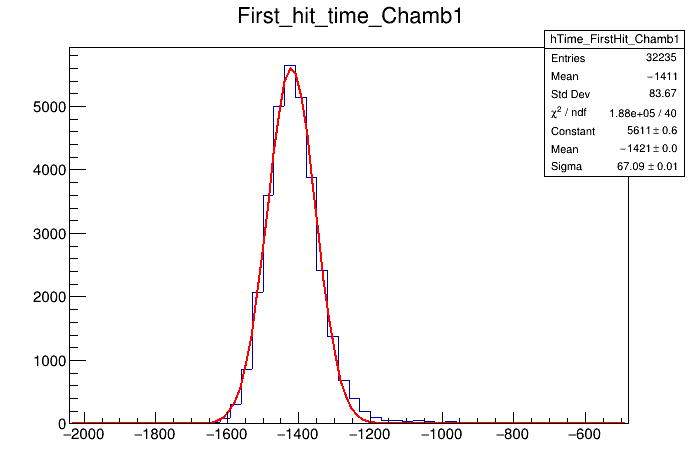 First_hit_time_Chamb1
hTime_FirstHit_Chamb1
Entries 32235
Mean −1411
Std Dev 83.67
χ² / ndf 1.88e+05 / 40
Constant 5611 ± 0.6
Mean −1421 ± 0.0
Sigma 67.09 ± 0.01
5000
4000
3000
2000
1000
0
−2000 −1800 −1600 −1400 −1200 −1000 −800 −600